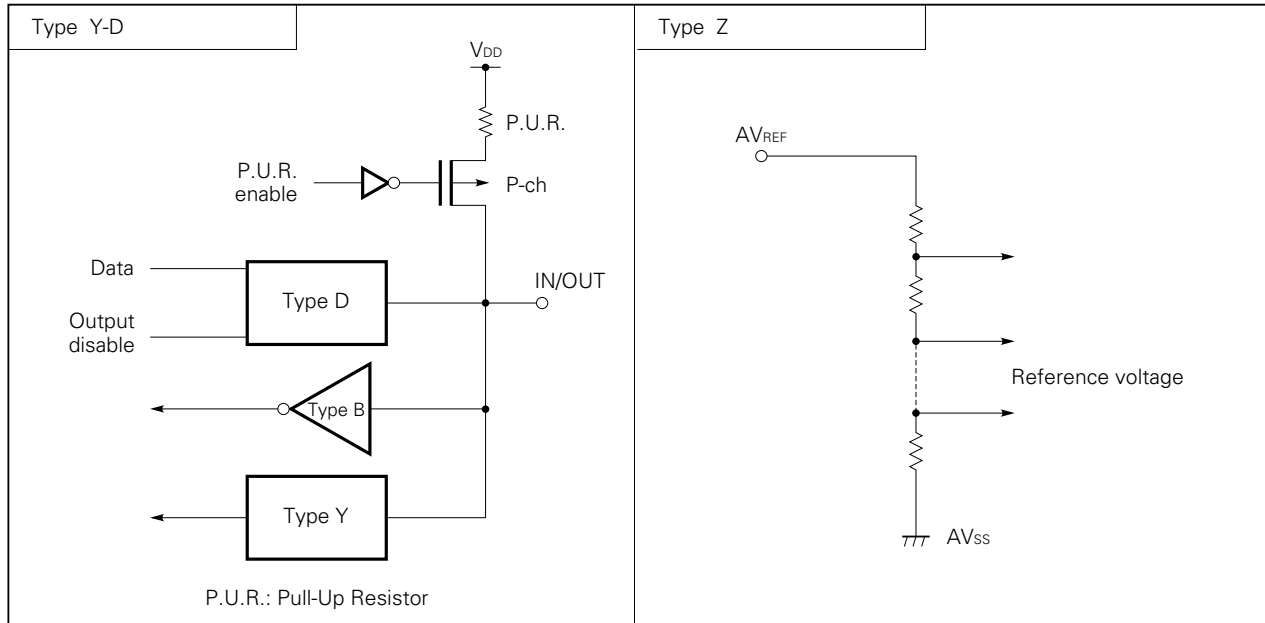 Type Y-D
VDD
P.U.R.
P.U.R.
enable
P-ch
Data
Type D
IN/OUT
Output
disable
Type B
Type Y
P.U.R.: Pull-Up Resistor
Type Z
AVREF
Reference voltage
AVSS